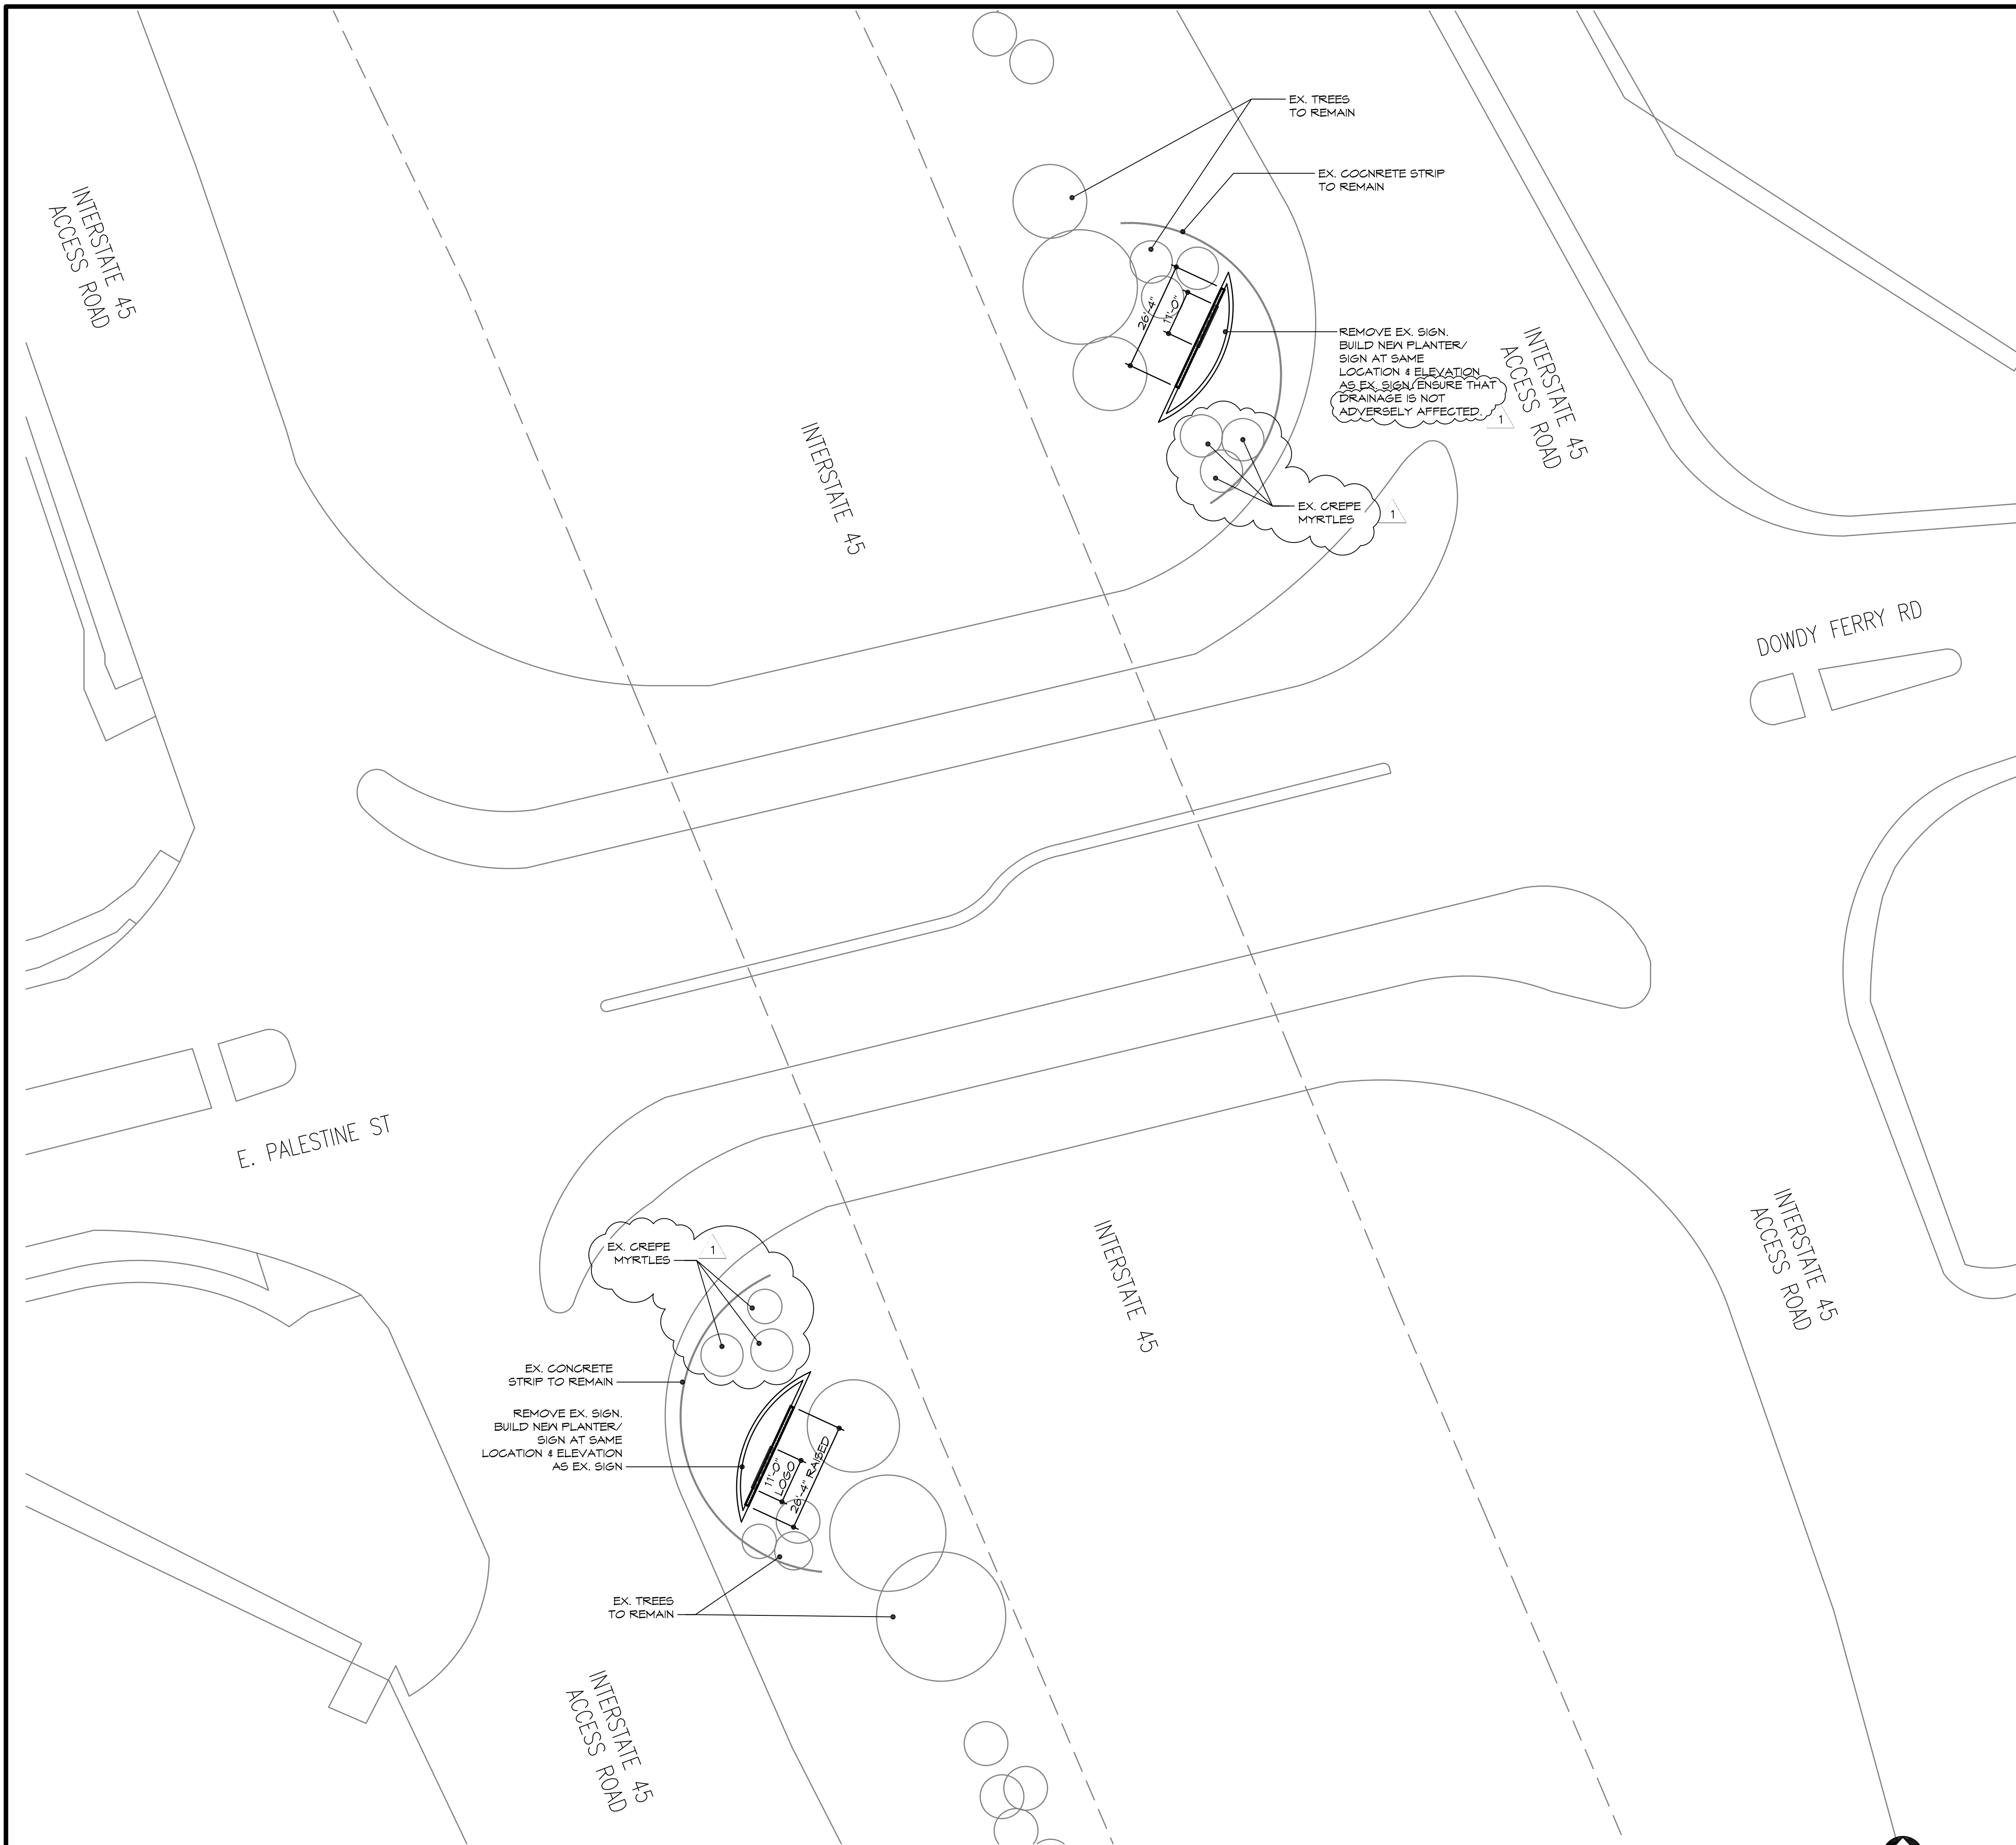 EX. TREES
TO REMAIN
EX. COCNRETE STRIP
TO REMAIN
INTERSTATE 45
ACCESS ROAD
26'-4"
11'-0"
REMOVE EX. SIGN.
BUILD NEW PLANTER/
SIGN AT SAME
LOCATION & ELEVATION
AS EX. SIGN. ENSURE THAT
DRAINAGE IS NOT
ADVERSELY AFFECTED.
1
INTERSTATE 45
ACCESS ROAD
INTERSTATE 45
EX. CREPE
MYRTLES
1
DOWDY FERRY RD
E. PALESTINE ST
EX. CREPE
MYRTLES
1
INTERSTATE 45
INTERSTATE 45
ACCESS ROAD
EX. CONCRETE
STRIP TO REMAIN
REMOVE EX. SIGN.
BUILD NEW PLANTER/
SIGN AT SAME
LOCATION & ELEVATION
AS EX. SIGN
11'-0"
LOGO
26'-4" RAISED
EX. TREES
TO REMAIN
INTERSTATE 45
ACCESS ROAD